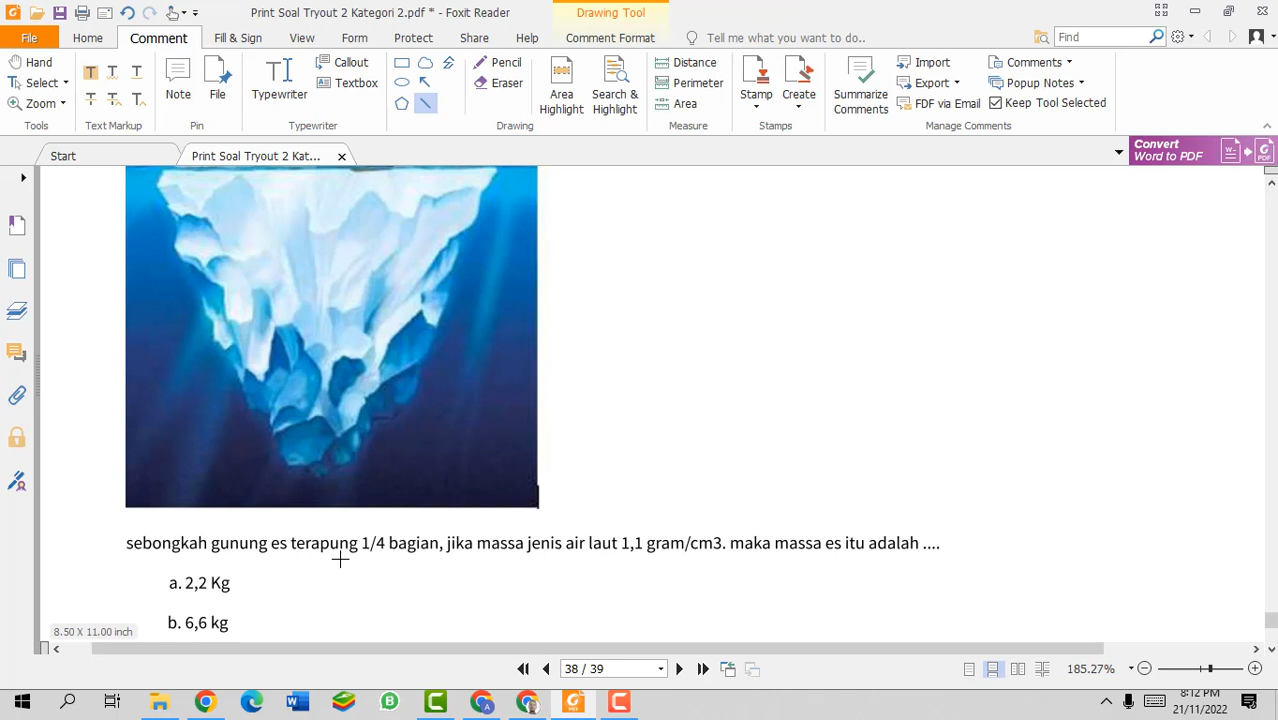 Print Soal Tryout 2 Kategori 2.pdf * - Foxit Reader
Drawing Tool
File
Home
Comment
Fill & Sign
View
Form
Protect
Share
Help
Comment Format
Tell me what you want to do..
Find
Hand
Select
Zoom
Tools
Text Markup
Note
File
Pin
Typewriter
Callout
Textbox
Typewriter
Pencil
Eraser
Drawing
Area Highlight
Search & Highlight
Distance
Perimeter
Area
Measure
Stamp
Create
Stamps
Summarize Comments
Import
Export
FDF via Email
Comments
Popup Notes
Keep Tool Selected
Manage Comments
Start
Print Soal Tryout 2 Kat...
Convert
Word to PDF
sebongkah gunung es terapung 1/4 bagian, jika massa jenis air laut 1,1 gram/cm3. maka massa es itu adalah ....
a. 2,2 Kg
b. 6,6 kg
8.50 X 11.00 inch
38 / 39
185.27%
8:12 PM
21/11/2022